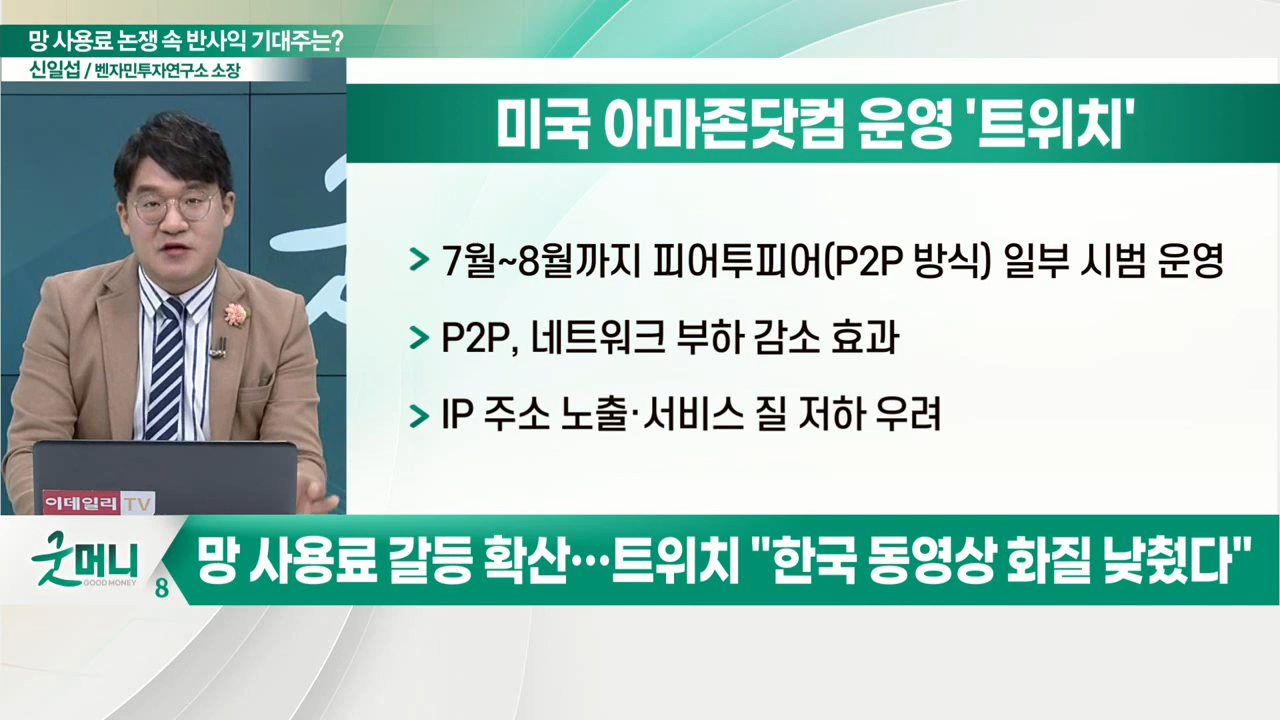 망 사용료 논쟁 속 반사익 기대주는?
신일섭 / 벤자민투자연구소 소장
미국 아마존닷컴 운영 '트위치'
> 7월~8월까지 피어투피어(P2P 방식) 일부 시범 운영
> P2P, 네트워크 부하 감소 효과
> IP 주소 노출·서비스 질 저하 우려
이데일리 TV
굿머니
GOOD MONEY
8
망 사용료 갈등 확산…트위치 "한국 동영상 화질 낮췄다"